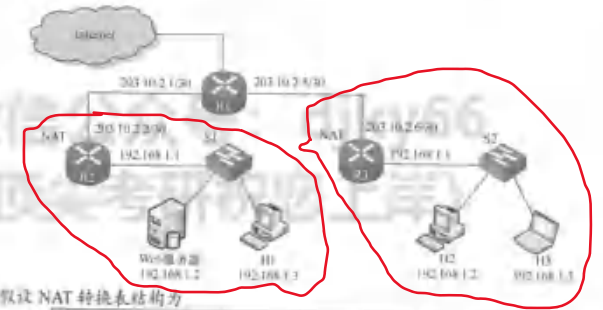 Internet
203.10.2.1/30
203.10.2.5/30
R1
NAT
203.10.2.2/30
NAT
203.10.2.6/30
R2
192.168.1.1
S1
R3
192.168.1.1
S2
Web服务器
192.168.1.2
H1
192.168.1.3
H2
192.168.1.2
H3
192.168.1.3
假设 NAT 转换表结构为